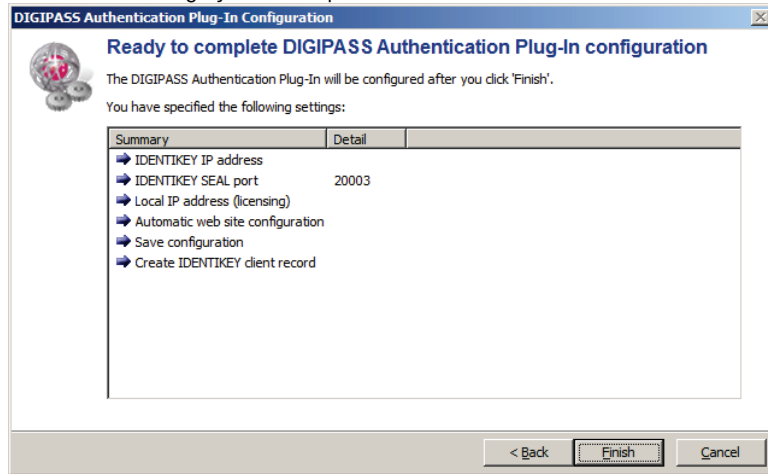 DIGIPASS Authentication Plug-In Configuration
Ready to complete DIGIPASS Authentication Plug-In configuration
The DIGIPASS Authentication Plug-In will be configured after you click 'Finish'.
You have specified the following settings:
Summary Detail
IDENTIKEY IP address
IDENTIKEY SEAL port 20003
Local IP address (licensing)
Automatic web site configuration
Save configuration
Create IDENTIKEY client record
< Back Finish Cancel